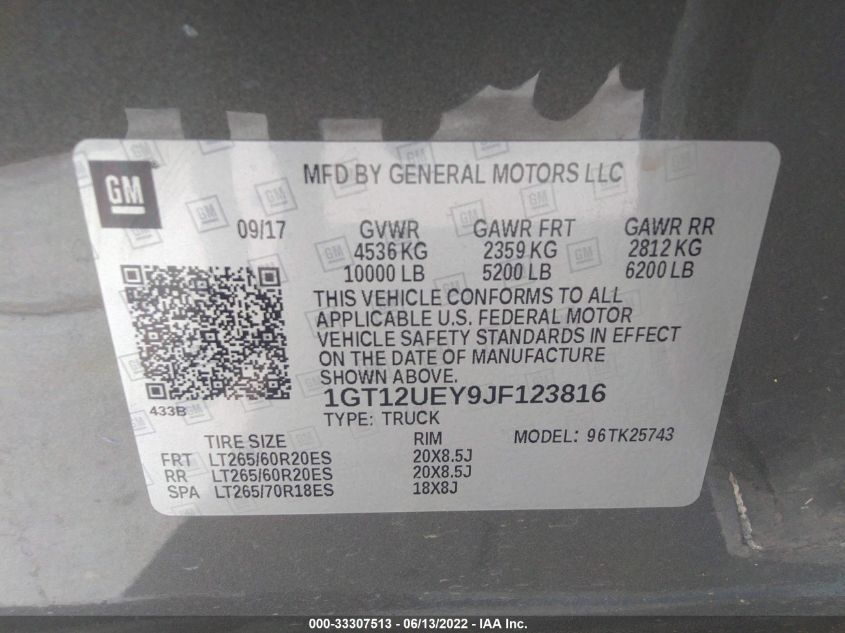 GM
MFD BY GENERAL MOTORS LLC
09/17 GVWR GAWR FRT GAWR RR
4536 KG 2359 KG 2812 KG
10000 LB 5200 LB 6200 LB
THIS VEHICLE CONFORMS TO ALL
APPLICABLE U.S. FEDERAL MOTOR
VEHICLE SAFETY STANDARDS IN EFFECT
ON THE DATE OF MANUFACTURE
SHOWN ABOVE.
433B
1GT12UEY9JF123816
TYPE: TRUCK
TIRE SIZE RIM MODEL: 96TK25743
FRT LT265/60R20ES 20X8.5J
RR LT265/60R20ES 20X8.5J
SPA LT265/70R18ES 18X8J
000-33307513 - 06/13/2022 - IAA Inc.